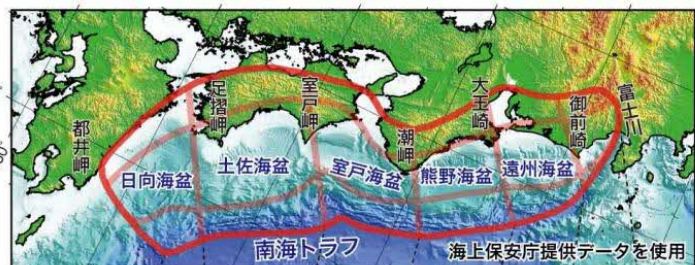 都井岬
足摺岬
室戸岬
潮岬
大王崎
御前崎
富士川
日向海盆
土佐海盆
室戸海盆
熊野海盆
遠州海盆
南海トラフ
海上保安庁提供データを使用